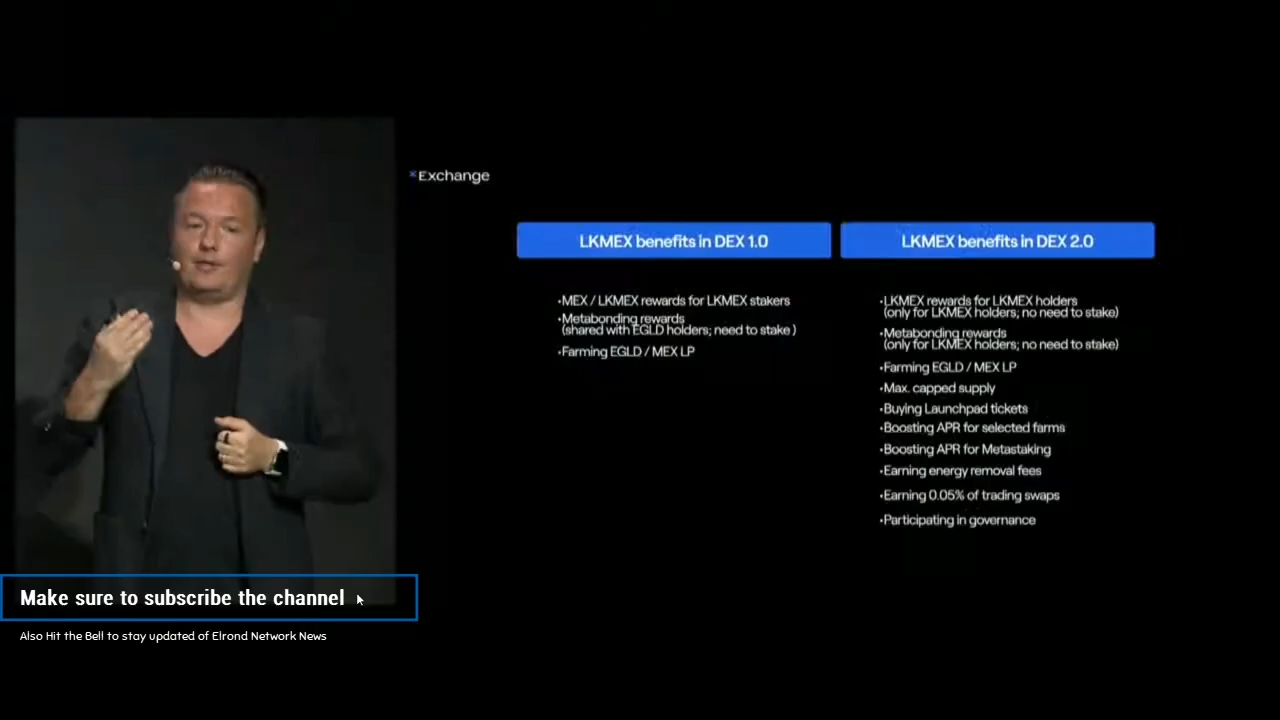 ×Exchange
LKMEX benefits in DEX 1.0
•MEX / LKMEX rewards for LKMEX stakers
•Metabonding rewards
(shared with EGLD holders; need to stake )
•Farming EGLD / MEX LP
LKMEX benefits in DEX 2.0
•LKMEX rewards for LKMEX holders
(only for LKMEX holders; no need to stake)
•Metabonding rewards
(only for LKMEX holders; no need to stake)
•Farming EGLD / MEX LP
•Max. capped supply
•Buying Launchpad tickets
•Boosting APR for selected farms
•Boosting APR for Metastaking
•Earning energy removal fees
•Earning 0.05% of trading swaps
•Participating in governance
Make sure to subscribe the channel
Also Hit the Bell to stay updated of Elrond Network News